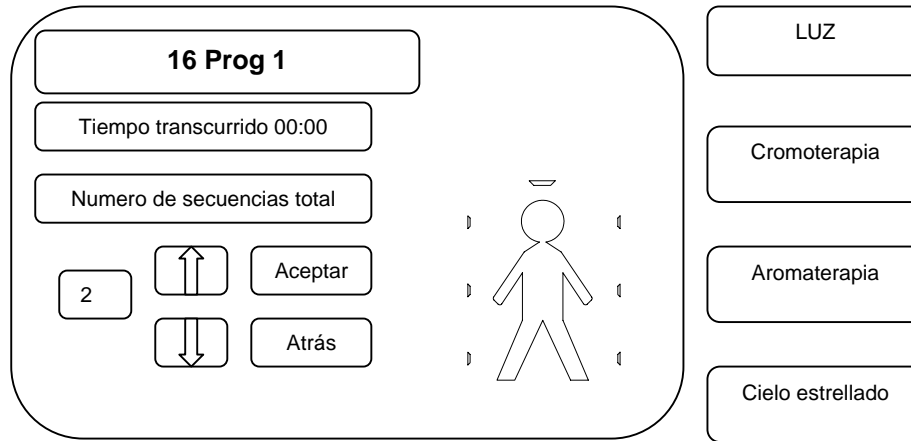 16 Prog 1
Tiempo transcurrido 00:00
Numero de secuencias total
2
Aceptar
Atrás
LUZ
Cromoterapia
Aromaterapia
Cielo estrellado